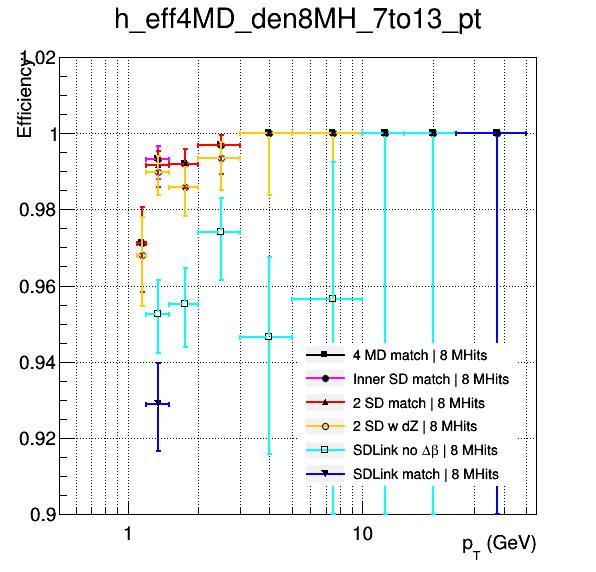 h_eff4MD_den8MH_7to13_pt
Efficiency
1.02
1
0.98
0.96
0.94
0.92
0.9
4 MD match | 8 MHits
Inner SD match | 8 MHits
2 SD match | 8 MHits
2 SD w dZ | 8 MHits
SDLink no Δβ | 8 MHits
SDLink match | 8 MHits
1
10
p_T (GeV)